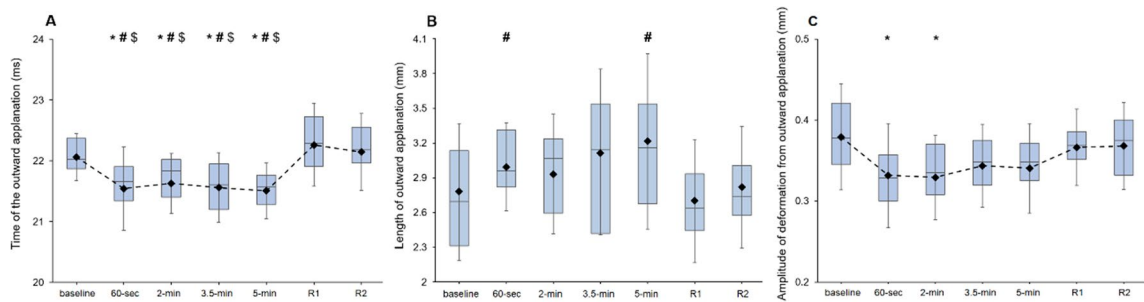 A
Time of the outward applanation (ms)
24
23
22
21
20
* # $
* # $
* # $
* # $
baseline
60-sec
2-min
3.5-min
5-min
R1
R2
B
Length of outward applanation (mm)
4.1
3.8
3.5
3.2
2.9
2.6
2.3
2
#
#
baseline
60-sec
2-min
3.5-min
5-min
R1
R2
C
Amplitude of deformation from outward applanation (mm)
0.5
0.4
0.3
0.2
*
*
baseline
60-sec
2-min
3.5-min
5-min
R1
R2